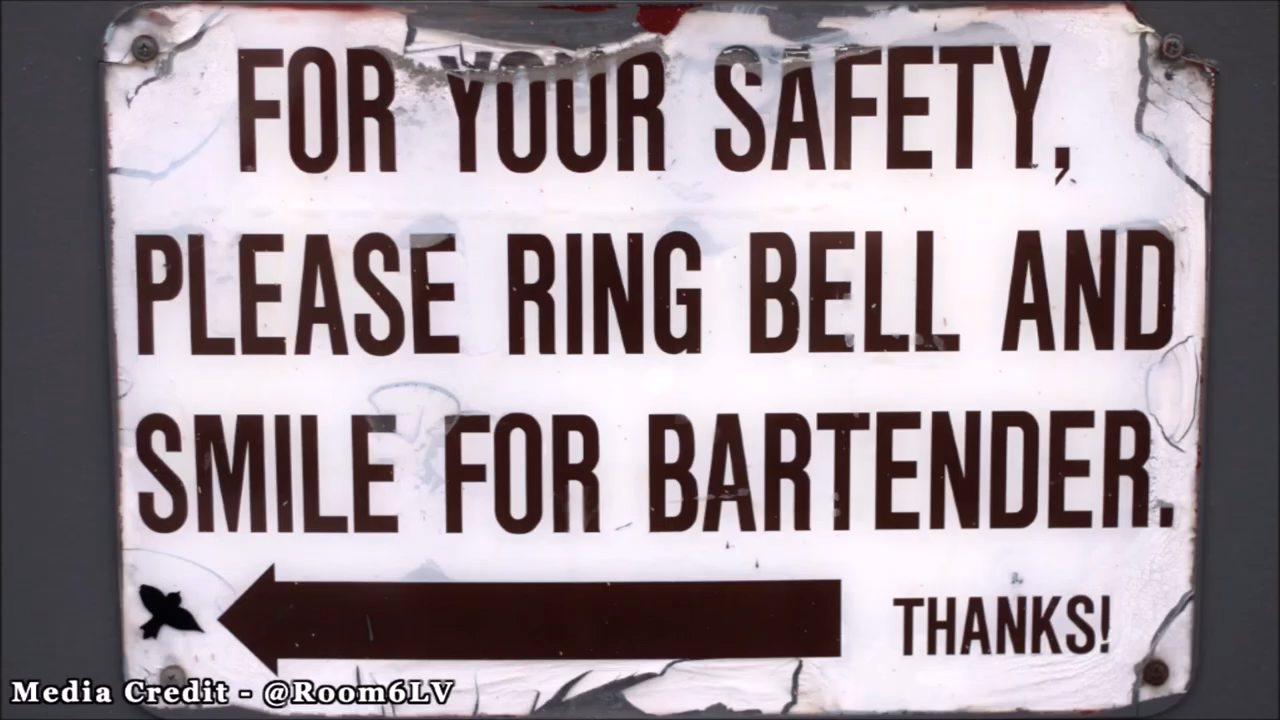 FOR YOUR SAFETY,
PLEASE RING BELL AND
SMILE FOR BARTENDER.
THANKS!
Media Credit - @Room6LV